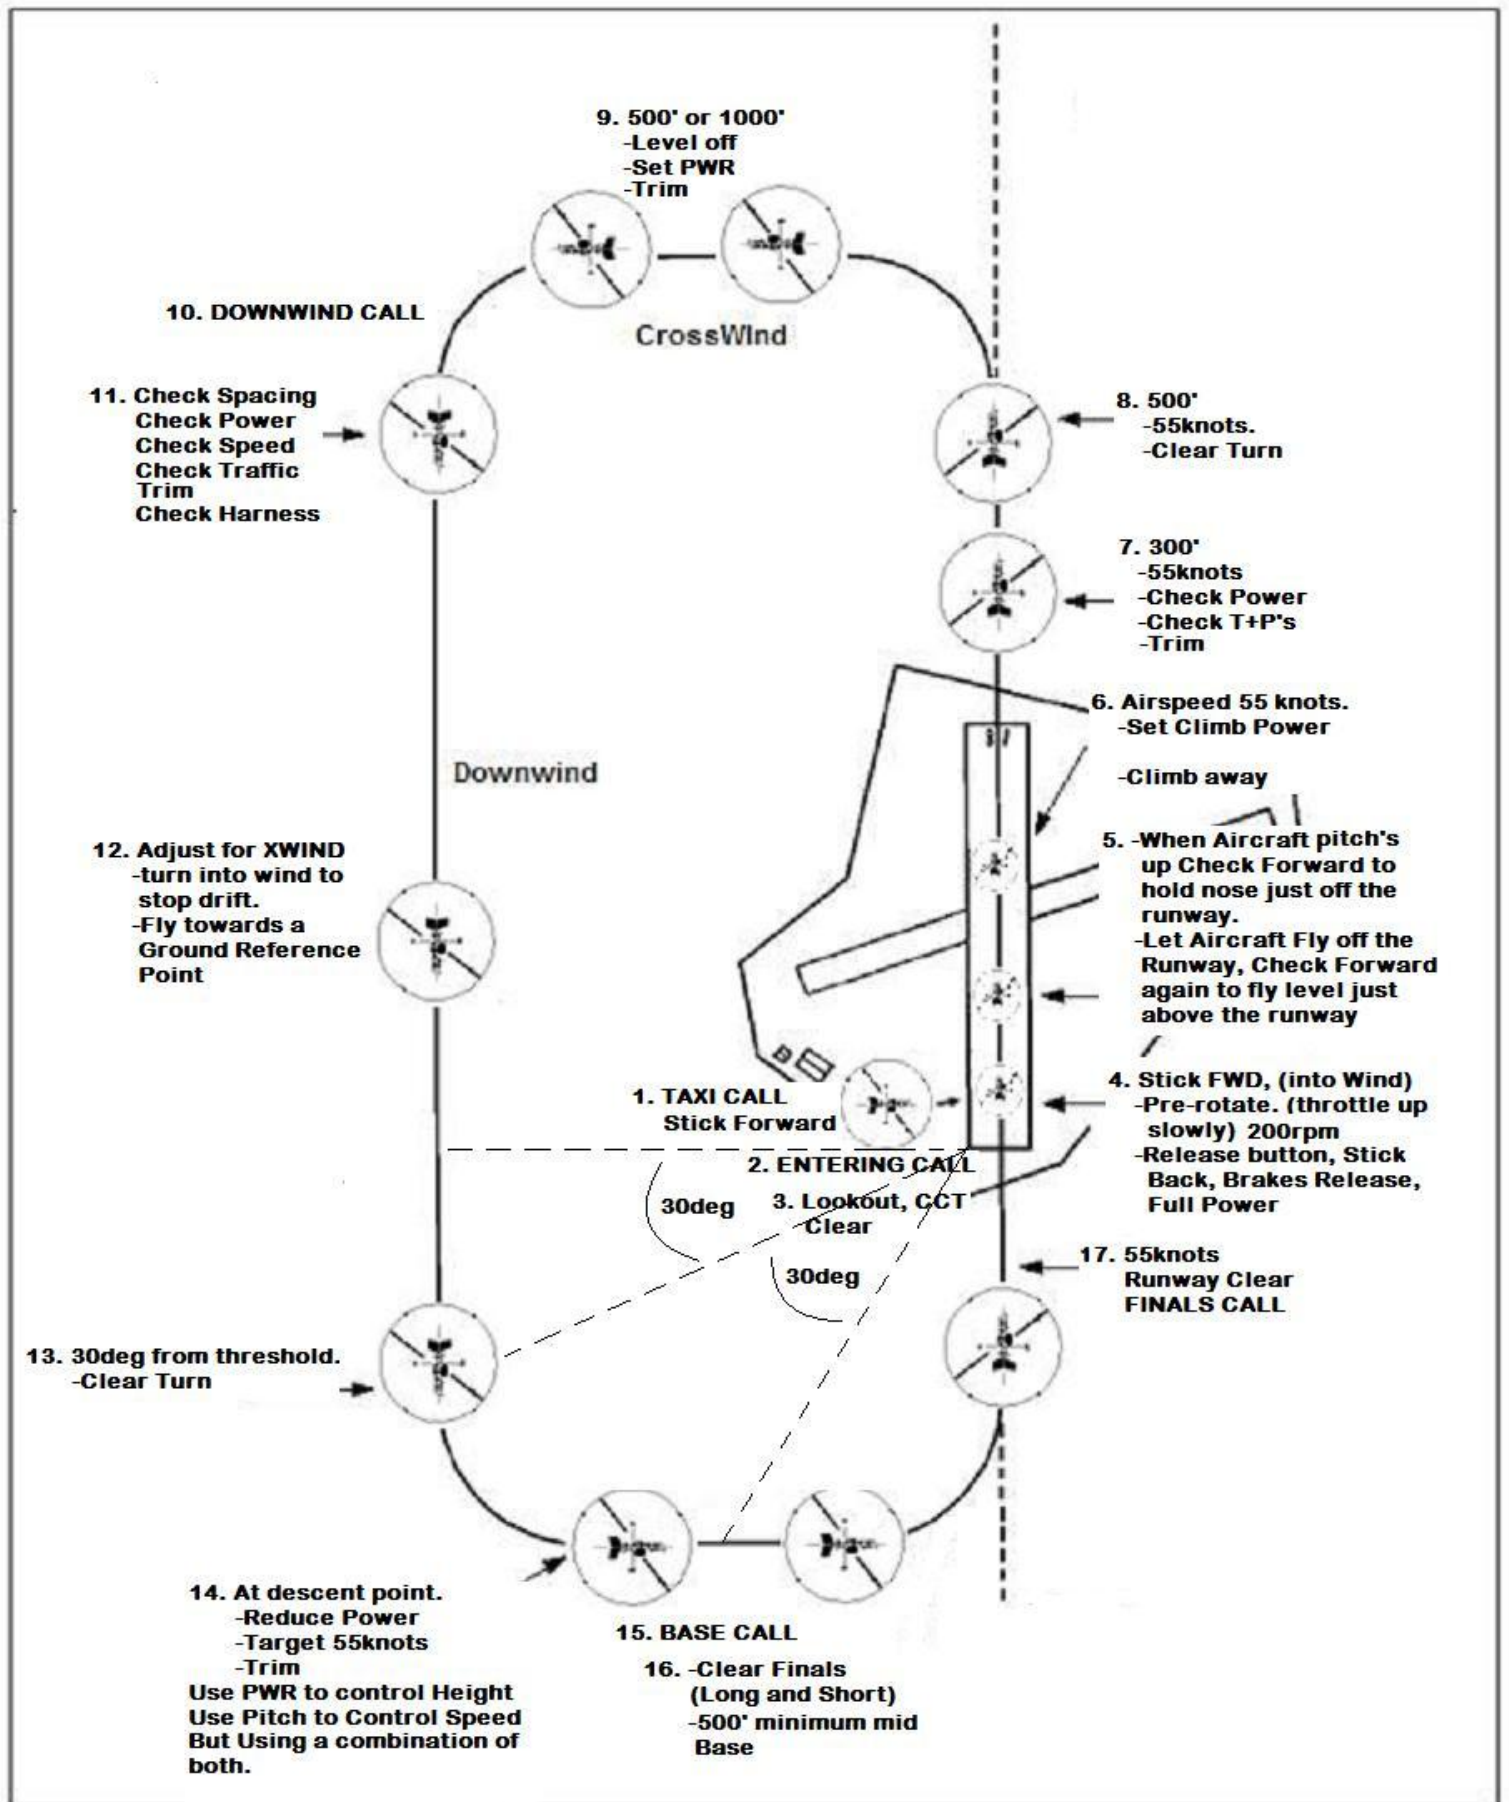 9. 500' or 1000'
-Level off
-Set PWR
-Trim
10. DOWNWIND CALL
CrossWInd
11. Check Spacing
Check Power
Check Speed
Check Traffic
Trim
Check Harness
8. 500'
-55knots.
-Clear Turn
7. 300'
-55knots
-Check Power
-Check T+P's
-Trim
6. Airspeed 55 knots.
-Set Climb Power
-Climb away
Downwind
12. Adjust for XWIND
-turn into wind to
stop drift.
-Fly towards a
Ground Reference
Point
5. -When Aircraft pitch's
up Check Forward to
hold nose just off the
runway.
-Let Aircraft Fly off the
Runway, Check Forward
again to fly level just
above the runway
1. TAXI CALL
Stick Forward
4. Stick FWD, (into Wind)
-Pre-rotate. (throttle up
slowly) 200rpm
-Release button, Stick
Back, Brakes Release,
Full Power
2. ENTERING CALL
3. Lookout, CCT
Clear
30deg
30deg
17. 55knots
Runway Clear
FINALS CALL
13. 30deg from threshold.
-Clear Turn
14. At descent point.
-Reduce Power
-Target 55knots
-Trim
Use PWR to control Height
Use Pitch to Control Speed
But Using a combination of
both.
15. BASE CALL
16. -Clear Finals
(Long and Short)
-500' minimum mid
Base